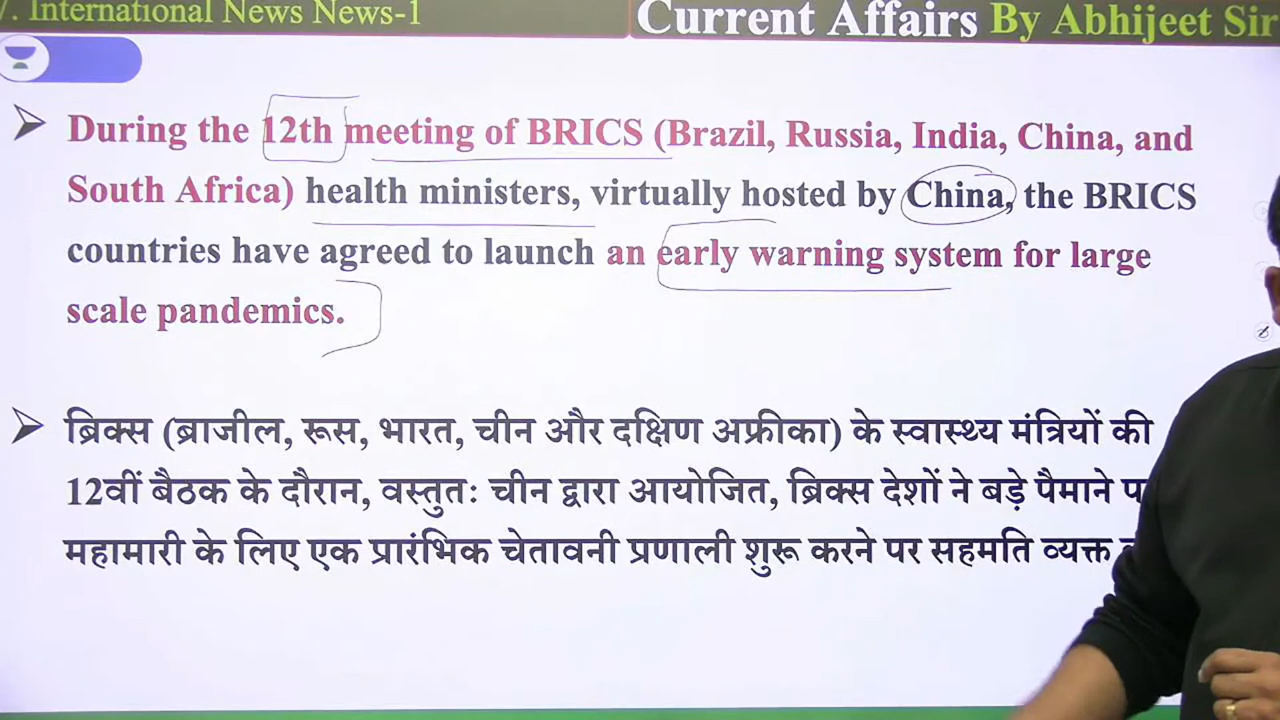 7. International News News-1
Current Affairs By Abhijeet Sir
During the 12th meeting of BRICS (Brazil, Russia, India, China, and
South Africa) health ministers, virtually hosted by China, the BRICS
countries have agreed to launch an early warning system for large
scale pandemics.
ब्रिक्स (ब्राजील, रूस, भारत, चीन और दक्षिण अफ्रीका) के स्वास्थ्य मंत्रियों की
12वीं बैठक के दौरान, वस्तुतः चीन द्वारा आयोजित, ब्रिक्स देशों ने बड़े पैमाने
महामारी के लिए एक प्रारंभिक चेतावनी प्रणाली शुरू करने पर सहमति व्यक्त